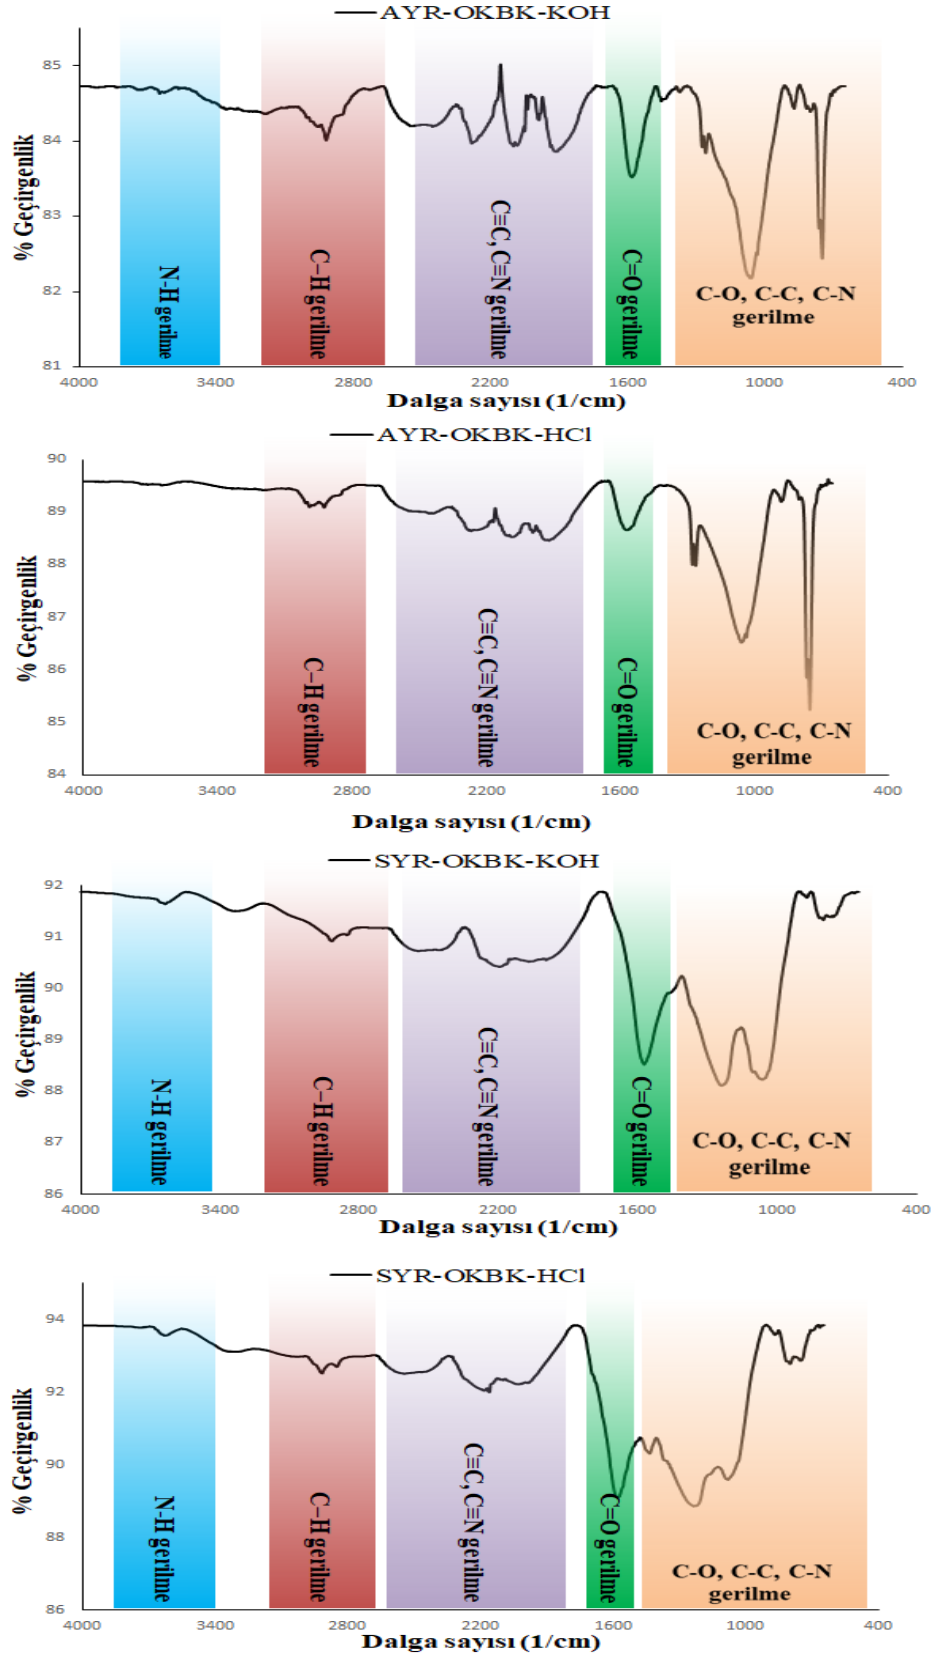 AYR-OKBK-KOH
% Geçirgenlik
85
84
83
82
81
N-H gerilme
C–H gerilme
C≡C, C≡N gerilme
C=O gerilme
C-O, C-C, C-N
gerilme
4000 3400 2800 2200 1600 1000 400
Dalga sayısı (1/cm)
AYR-OKBK-HCl
% Geçirgenlik
90
89
88
87
86
85
84
C–H gerilme
C≡C, C≡N gerilme
C=O gerilme
C-O, C-C, C-N
gerilme
4000 3400 2800 2200 1600 1000 400
Dalga sayısı (1/cm)
SYR-OKBK-KOH
% Geçirgenlik
92
91
90
89
88
87
86
N-H gerilme
C–H gerilme
C≡C, C≡N gerilme
C=O gerilme
C-O, C-C, C-N
gerilme
4000 3400 2800 2200 1600 1000 400
Dalga sayısı (1/cm)
SYR-OKBK-HCl
% Geçirgenlik
94
92
90
88
86
N-H gerilme
C–H gerilme
C≡C, C≡N gerilme
C=O gerilme
C-O, C-C, C-N
gerilme
4000 3400 2800 2200 1600 1000 400
Dalga sayısı (1/cm)